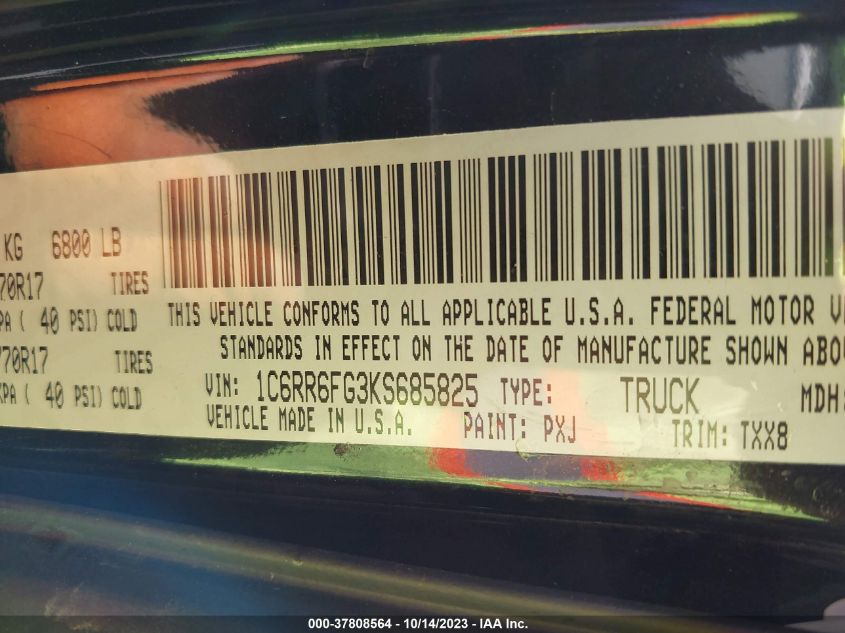 KG 6800 LB
70R17 TIRES
PA ( 40 PSI) COLD
/70R17 TIRES
KPA ( 40 PSI) COLD
THIS VEHICLE CONFORMS TO ALL APPLICABLE U.S.A. FEDERAL MOTOR V
STANDARDS IN EFFECT ON THE DATE OF MANUFACTURE SHOWN ABO
VIN: 1C6RR6FG3KS685825 TYPE: TRUCK MDH:
VEHICLE MADE IN U.S.A. PAINT: PXJ TRIM: TXX8
000-37808564 - 10/14/2023 - IAA Inc.